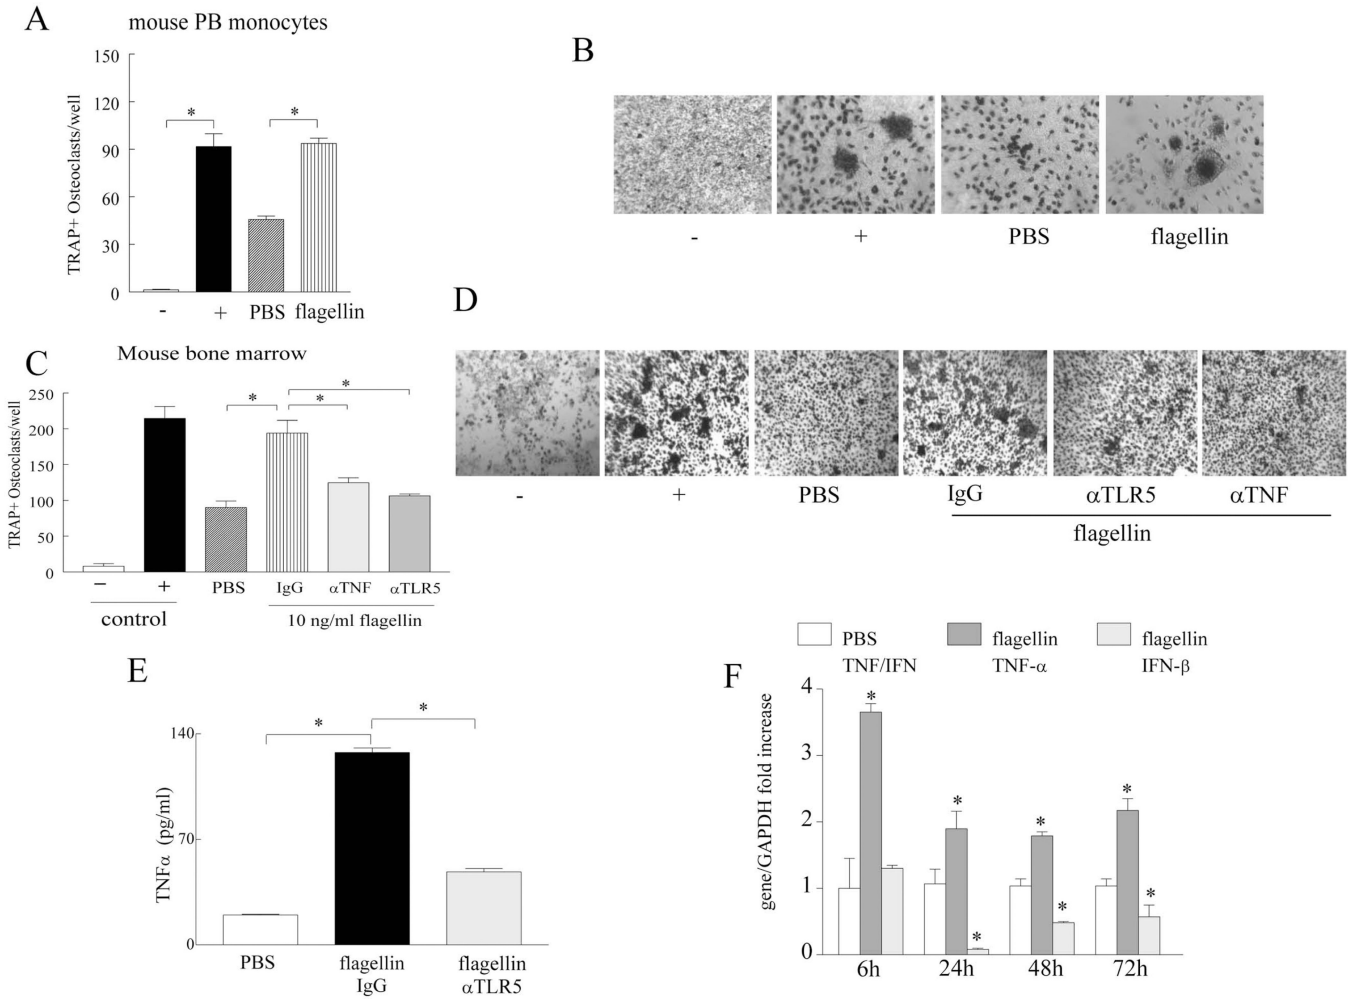 A
mouse PB monocytes
TRAP+ Osteoclasts/well
150
120
90
60
30
0
*
*
- + PBS flagellin
B
- + PBS flagellin
C
Mouse bone marrow
TRAP+ Osteoclasts/well
250
200
150
100
50
0
*
* *
− + PBS IgG αTNF αTLR5
control 10 ng/ml flagellin
D
- + PBS IgG αTLR5 αTNF
flagellin
E
TNFα (pg/ml)
140
70
0
*
*
PBS flagellin flagellin
IgG αTLR5
F
PBS flagellin flagellin
TNF/IFN TNF-α IFN-β
gene/GAPDH fold increase
4
3
2
1
0
*
*
*
*
*
*
*
6h 24h 48h 72h